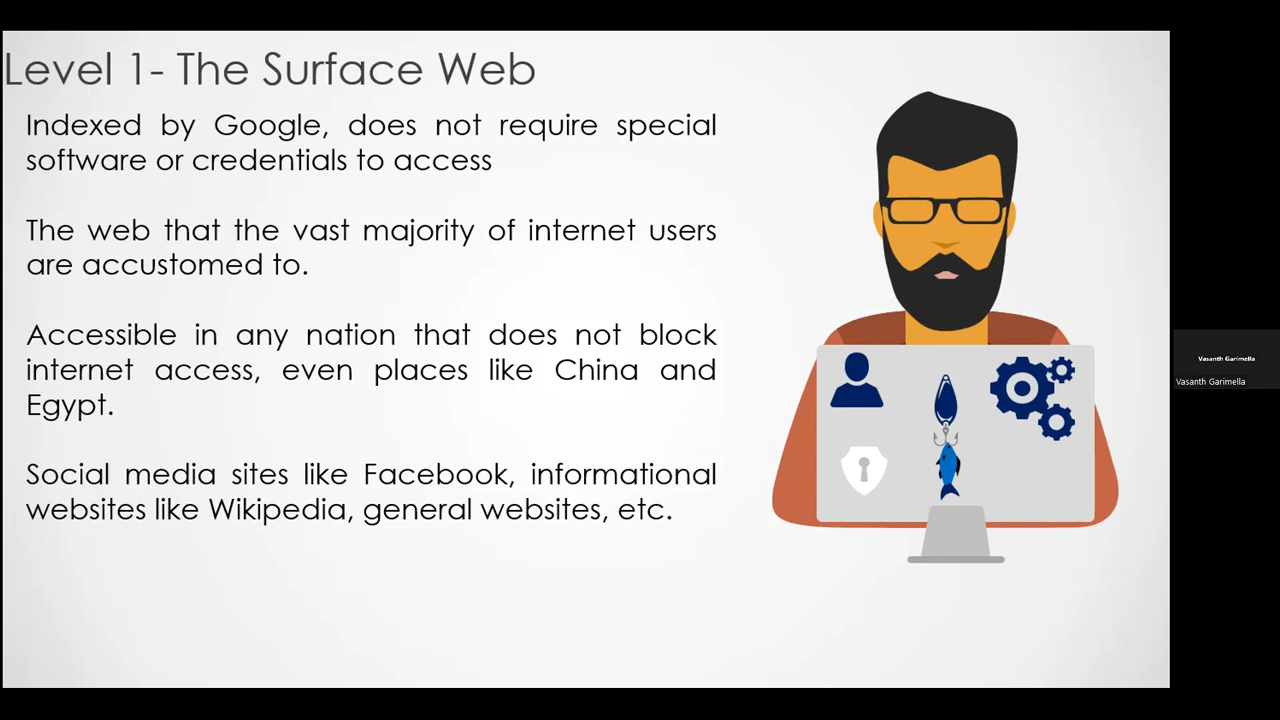 Level 1- The Surface Web
Indexed by Google, does not require special
software or credentials to access
The web that the vast majority of internet users
are accustomed to.
Accessible in any nation that does not block
internet access, even places like China and
Egypt.
Social media sites like Facebook, informational
websites like Wikipedia, general websites, etc.
Vasanth Garimella
Vasanth Garimella